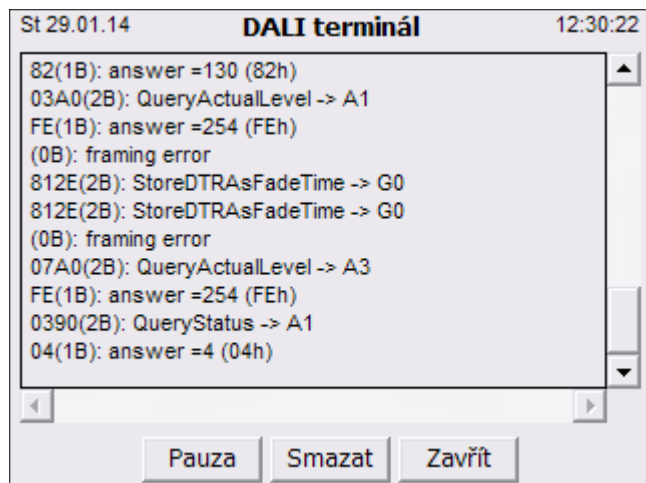 St 29.01.14 DALI terminál 12:30:22
82(1B): answer =130 (82h)
03A0(2B): QueryActualLevel -> A1
FE(1B): answer =254 (FEh)
(0B): framing error
812E(2B): StoreDTRAsFadeTime -> G0
812E(2B): StoreDTRAsFadeTime -> G0
(0B): framing error
07A0(2B): QueryActualLevel -> A3
FE(1B): answer =254 (FEh)
0390(2B): QueryStatus -> A1
04(1B): answer =4 (04h)
Pauza Smazat Zavřít